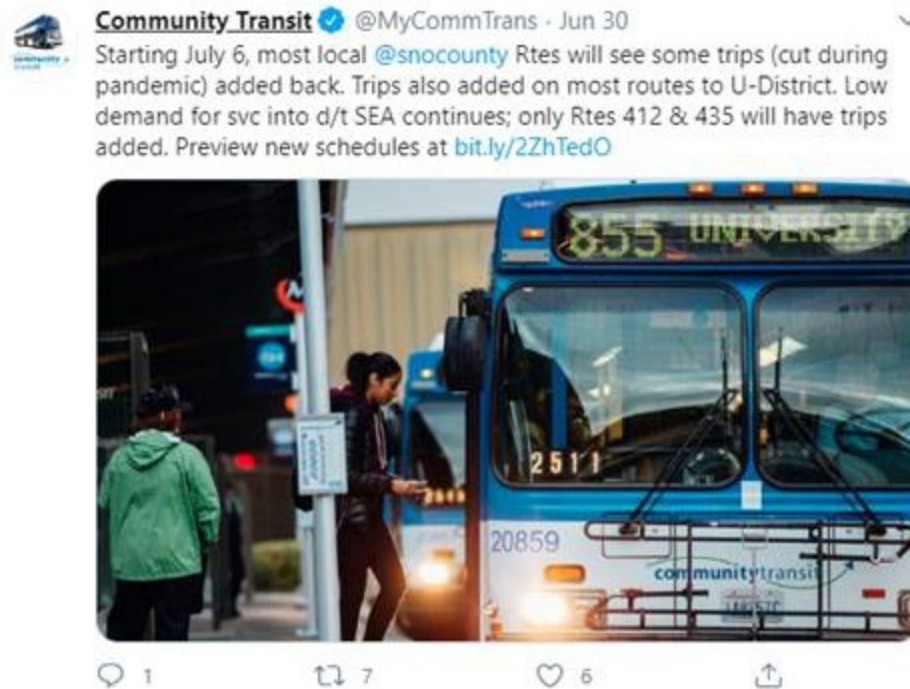 Community Transit @MyCommTrans · Jun 30
Starting July 6, most local @snocounty Rtes will see some trips (cut during
pandemic) added back. Trips also added on most routes to U-District. Low
demand for svc into d/t SEA continues; only Rtes 412 & 435 will have trips
added. Preview new schedules at bit.ly/2ZhTedO
855 UNIVERSITY
M
2511
20859
communitytransit
1 7 6